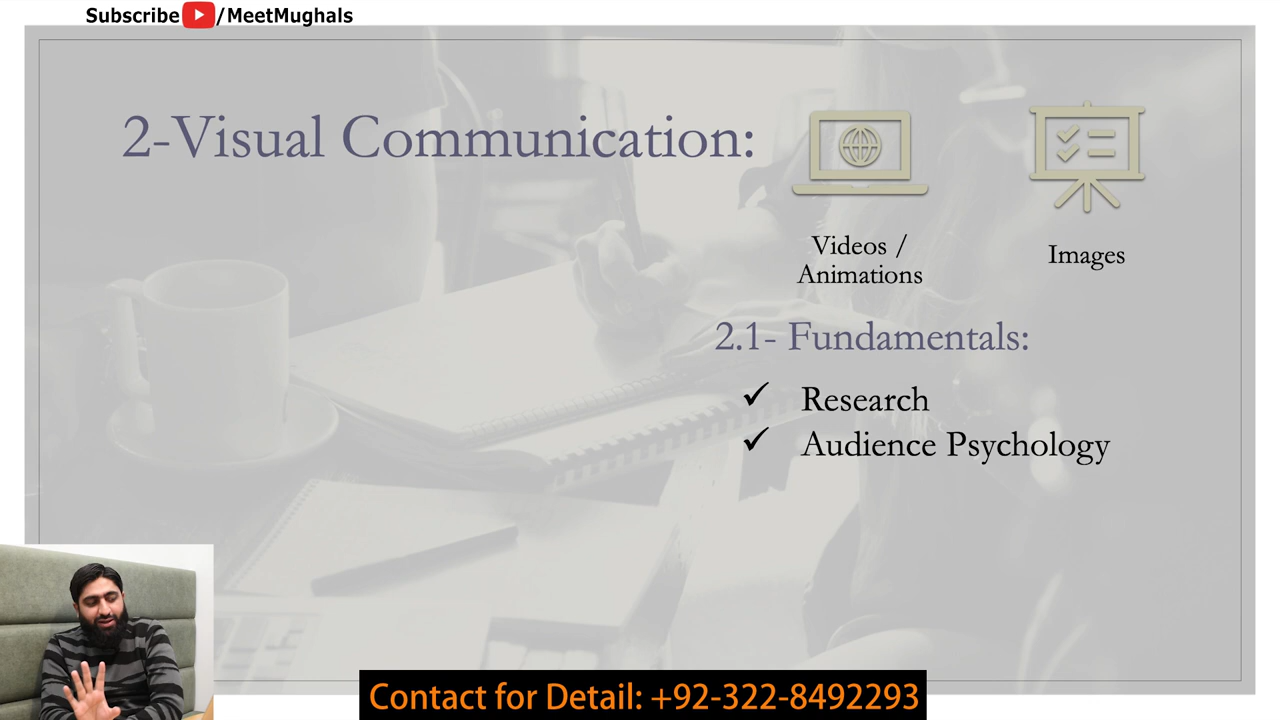 Subscribe /MeetMughals
2-Visual Communication:
Videos /
Animations
Images
2.1- Fundamentals:
✓ Research
✓ Audience Psychology
Contact for Detail: +92-322-8492293